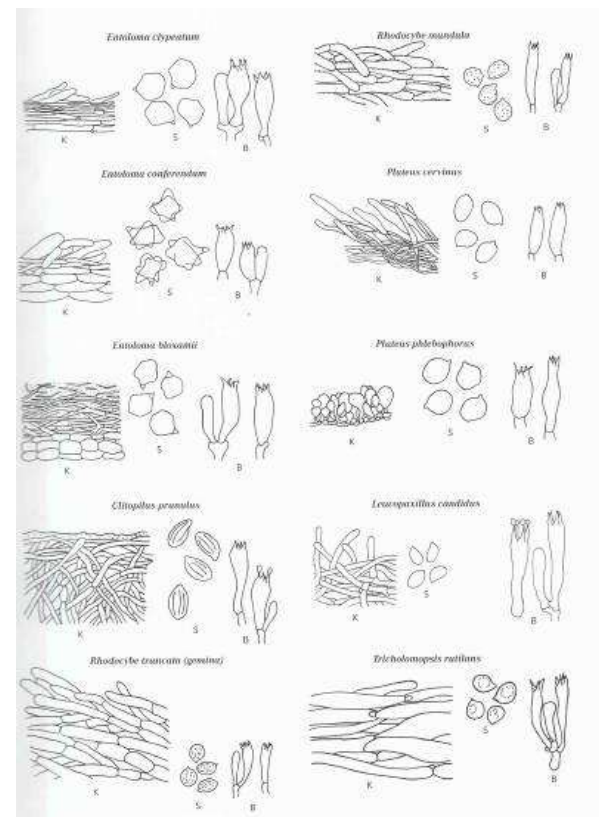 Entoloma clypeatum
K
S
B
Entoloma conferendum
K
S
B
Entoloma bloxamii
K
S
B
Clitopilus prunulus
K
S
B
Rhodocybe truncata (gemina)
K
S
B
Rhodocybe mundula
K
S
B
Pluteus cervinus
K
S
B
Pluteus phlebophorus
K
S
B
Leucopaxillus candidus
K
S
B
Tricholomopsis rutilans
K
S
B